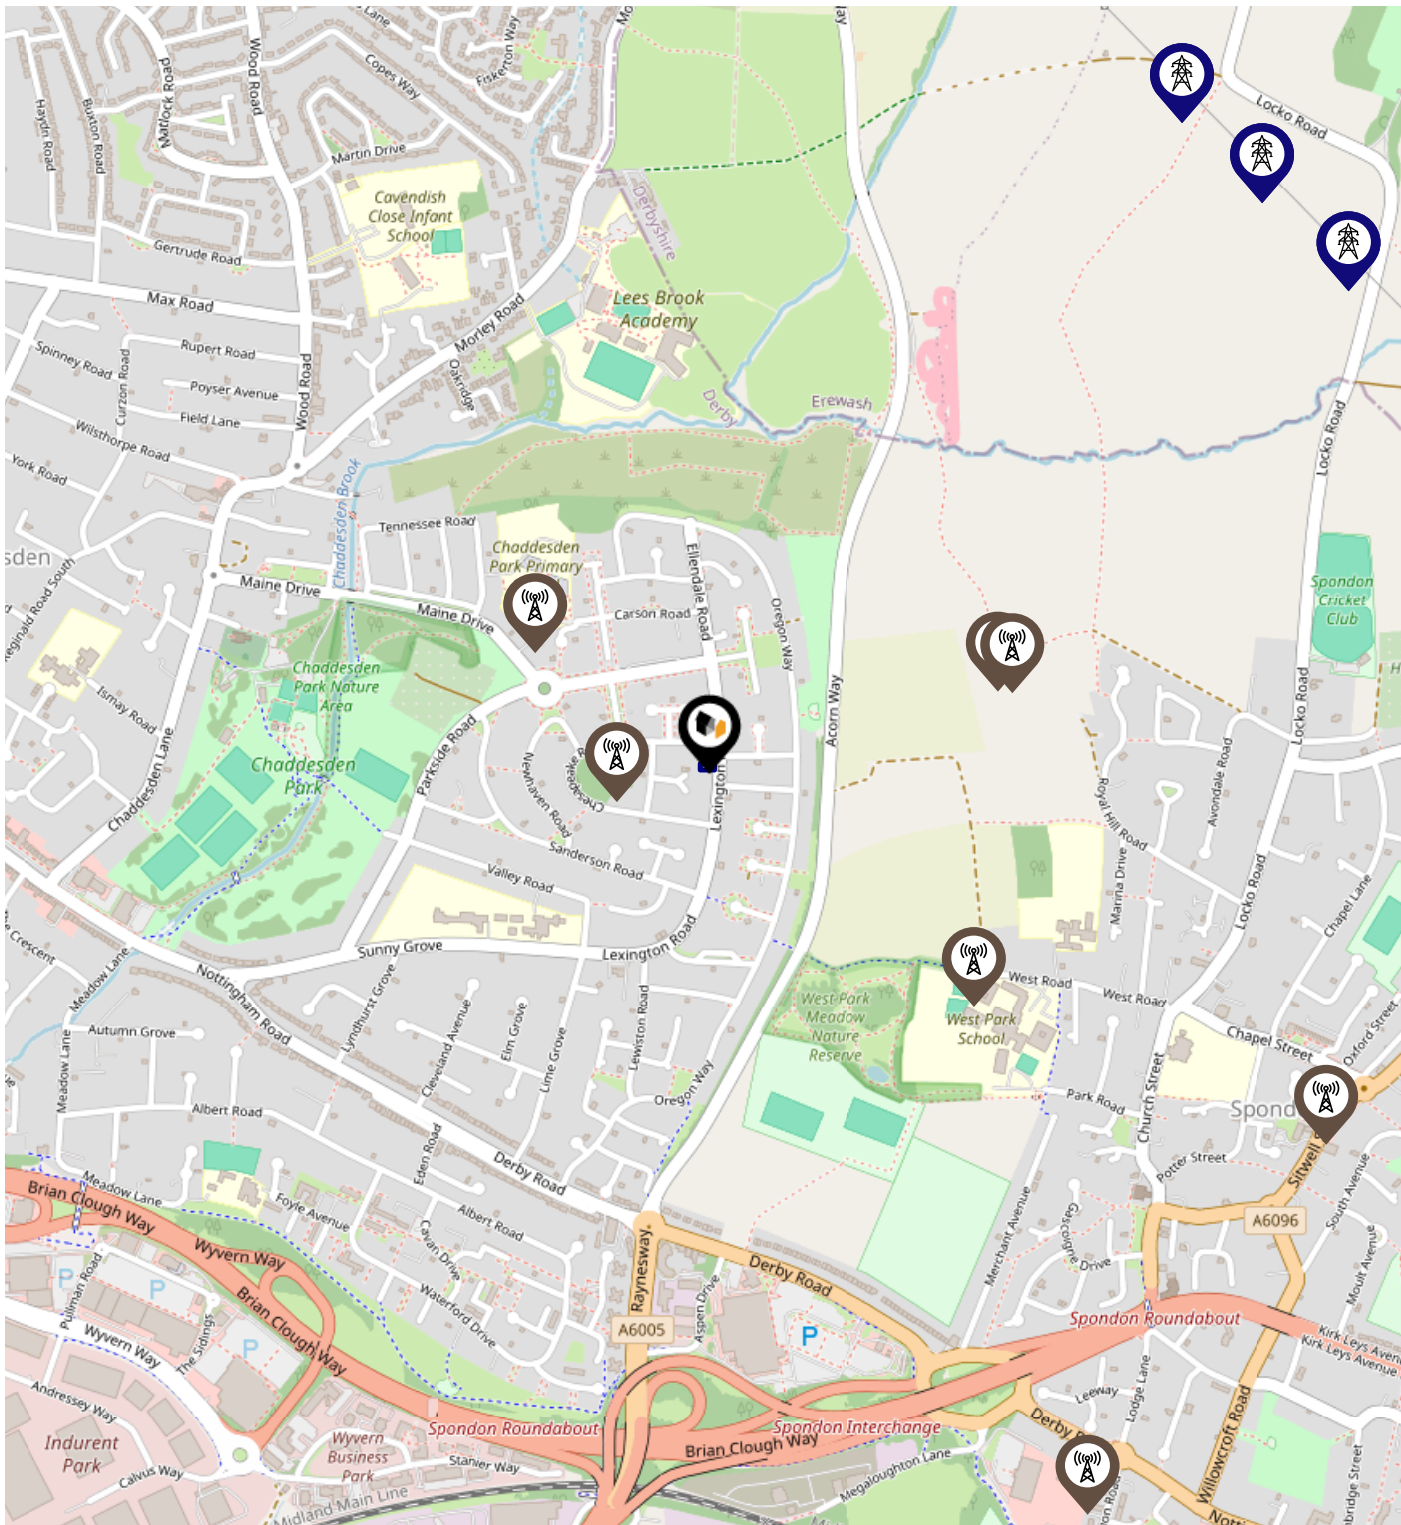 Wood Road
Matlock Road
Copes Way
Fiskerton Way
Haydn Road
Buxton Road
Martin Drive
Locko Road
Cavendish
Close Infant
School
Derbyshire
Gertrude Road
Max Road
Lees Brook
Academy
Morley Road
Spinney Road
Rupert Road
Curzon Road
Poyser Avenue
Wood Road
Oakridge
Field Lane
Derby
Erewash
Wilsthorpe Road
York Road
Locko Road
Chaddesden Brook
Tennessee Road
Chaddesden
Park Primary
sden
Ellendale Road
Maine Drive
Maine Drive
Carson Road
Oregon Way
Spondon
Cricket
Club
Reginald Road South
Chaddesden
Park Nature
Area
Ismay Road
Acorn Way
Locko Road
Parkside Road
Chaddesden
Park
Chaddesden Lane
Newhaven Road
Chesapeake
Lexington
Royal Hill Road
Avondale Road
Sanderson Road
Valley Road
Marina Drive
Locko Road
Chapel Lane
Sunny Grove
Lexington Road
Crescent
Meadow Lane
Nottingham Road
West Road
West Road
West Park
Meadow
Nature
Reserve
West Park
School
Autumn Grove
Lyndhurst Grove
Cleveland Avenue
Elm Grove
Lime Grove
Lewiston Road
Chapel Street
Oxford Street
Meadow Lane
Oregon Way
Church Street
Park Road
Spond
Albert Road
Eden Road
Derby Road
Potter Street
Sitwell
South Avenue
Meadow Lane
Brian Clough Way
Foyle Avenue
Albert Road
Merchant Avenue
Gascoigne Drive
A6096
Wyvern Way
Cavan Drive
Raynesway
Derby Road
Pullman Road
P
P
Waterford Drive
Aspen Drive
Moult Avenue
Brian Clough Way
The Sidings
A6005
P
Spondon Roundabout
Kirk Leys Avenue
Wyvern Way
P
Andressey Way
Leeway
Lodge Lane
Spondon Roundabout
Spondon Interchange
Derby
Willowcroft Road
Indurent
Park
Wyvern
Business
Park
Brian Clough Way
Stanier Way
Megaloughton Lane
Calvus Way
Midland Main Line